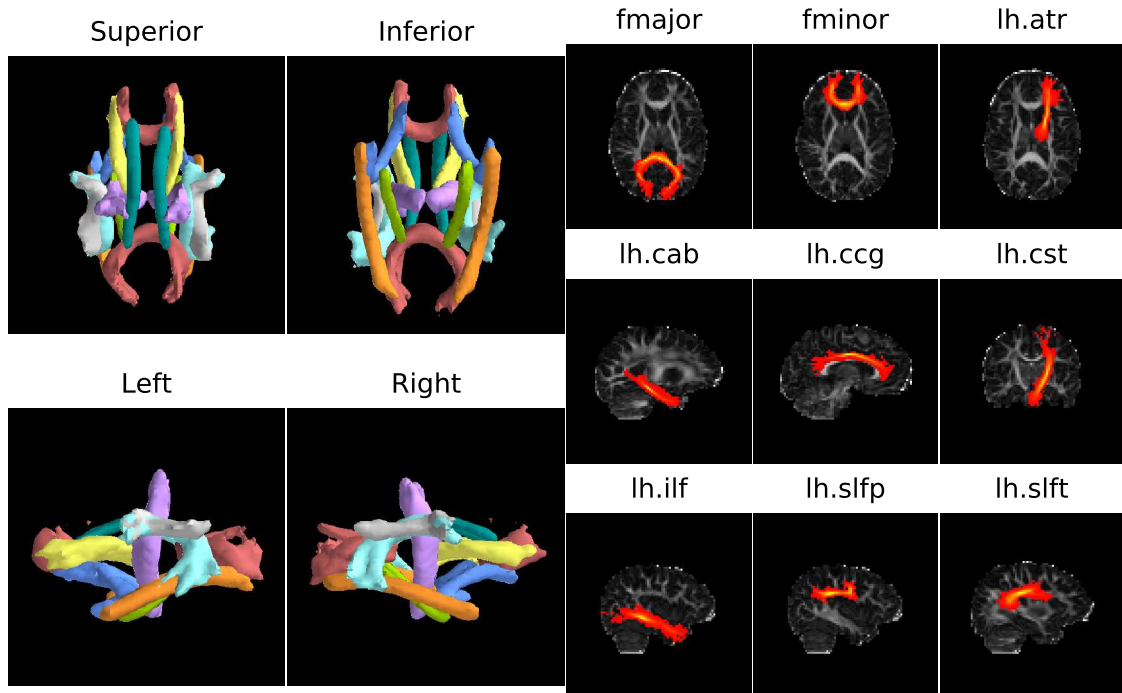 Superior
Inferior
Left
Right
fmajor
fminor
lh.atr
lh.cab
lh.ccg
lh.cst
lh.ilf
lh.slfp
lh.slft